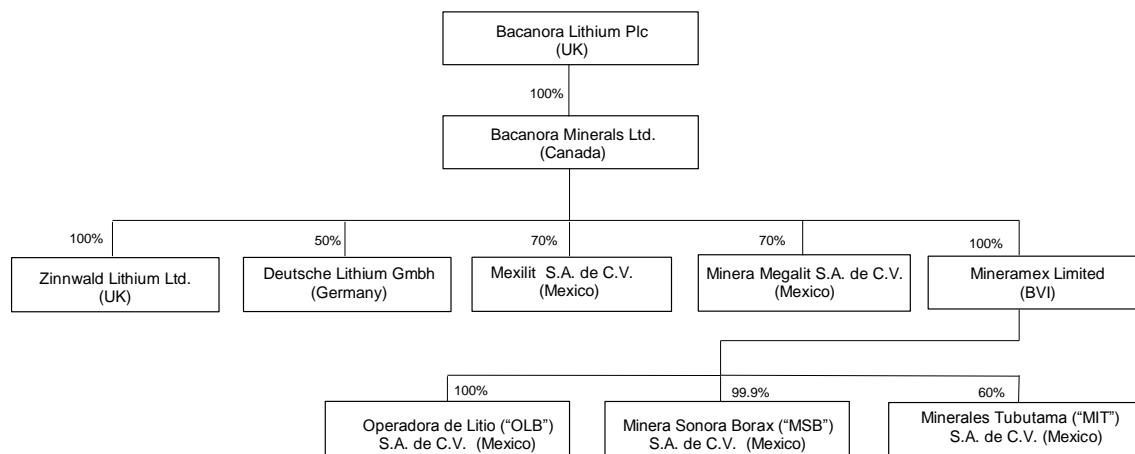 Bacanora Lithium Plc
(UK)
100%
Bacanora Minerals Ltd.
(Canada)
100%
50%
70%
70%
100%
Zinnwald Lithium Ltd.
(UK)
Deutsche Lithium Gmbh
(Germany)
Mexilit S.A. de C.V.
(Mexico)
Minera Megalit S.A. de C.V.
(Mexico)
Mineramex Limited
(BVI)
100%
99.9%
60%
Operadora de Litio (“OLB”)
S.A. de C.V. (Mexico)
Minera Sonora Borax (“MSB”)
S.A. de C.V. (Mexico)
Minerales Tubutama (“MIT”)
S.A. de C.V. (Mexico)